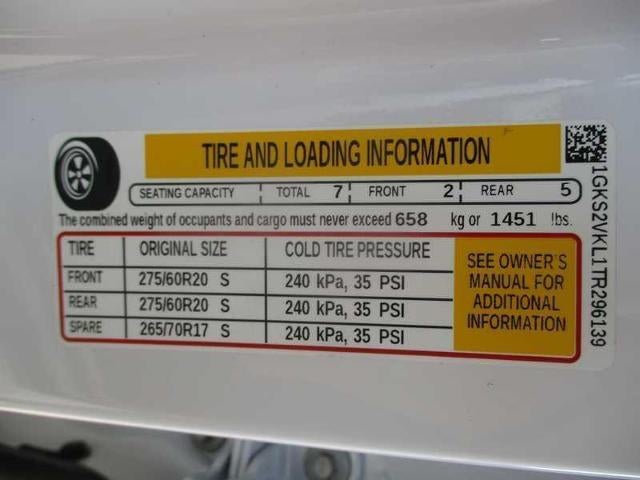 TIRE AND LOADING INFORMATION
SEATING CAPACITY TOTAL 7 FRONT 2 REAR 5
The combined weight of occupants and cargo must never exceed 658 kg or 1451 lbs.
TIRE ORIGINAL SIZE COLD TIRE PRESSURE
FRONT 275/60R20 S 240 kPa, 35 PSI
REAR 275/60R20 S 240 kPa, 35 PSI
SPARE 265/70R17 S 240 kPa, 35 PSI
SEE OWNER'S
MANUAL FOR
ADDITIONAL
INFORMATION
1GKS2VKL1TR296139